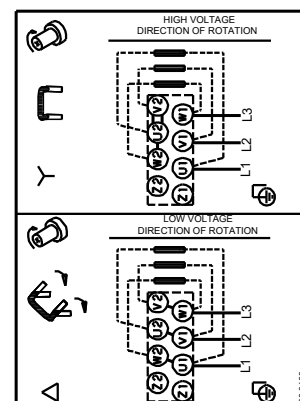 HIGH VOLTAGE
DIRECTION OF ROTATION
V2 W1 L3
U2 V1 L2
W2 U1 L1
Z2 Z1
LOW VOLTAGE
DIRECTION OF ROTATION
V2 W1 L3
U2 V1 L2
W2 U1 L1
Z2 Z1